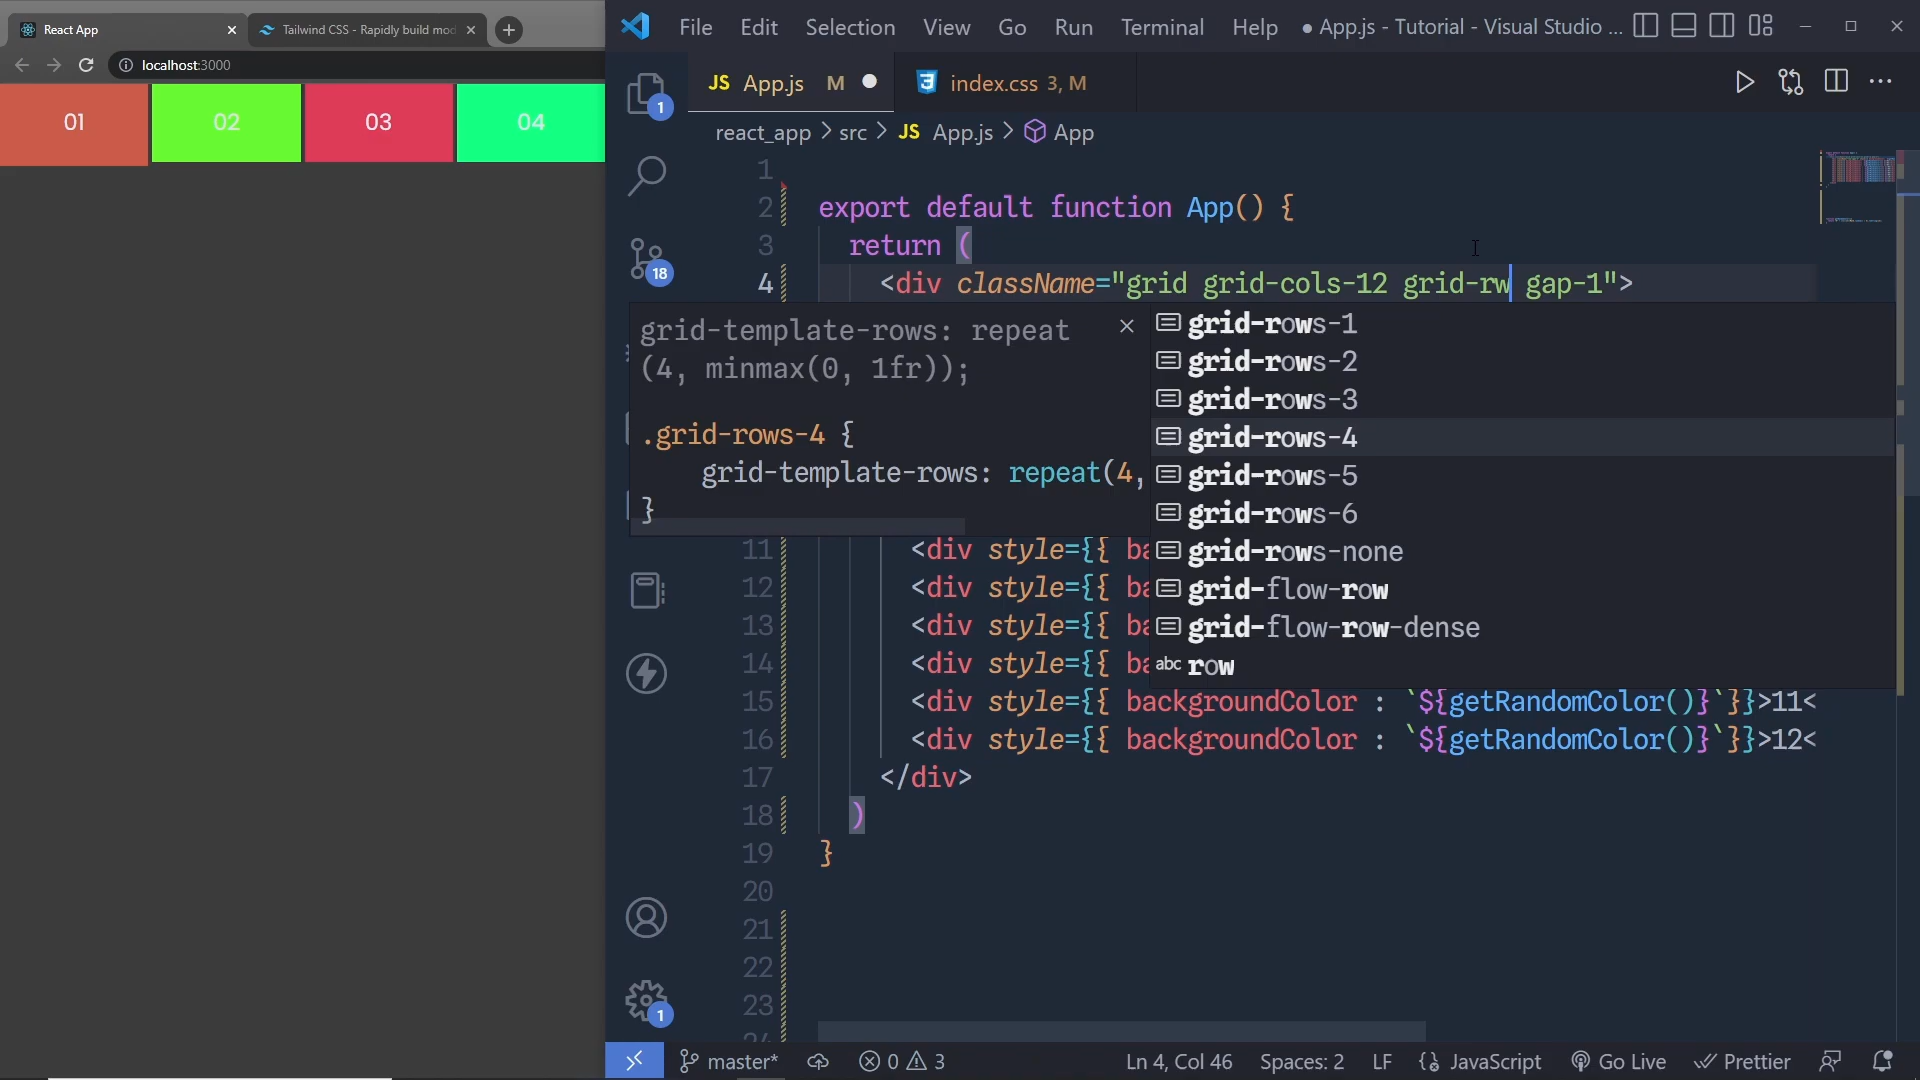 React App
Tailwind CSS - Rapidly build mod
localhost:3000
01 02 03 04
File Edit Selection View Go Run Terminal Help
● App.js - Tutorial - Visual Studio ...
JS App.js M
index.css 3, M
react_app > src > JS App.js > App
1
1
2 export default function App() {
3 return (
4 <div className="grid grid-cols-12 grid-rw gap-1">
18
grid-template-rows: repeat
(4, minmax(0, 1fr));
.grid-rows-4 {
grid-template-rows: repeat(4,
}
grid-rows-1
grid-rows-2
grid-rows-3
grid-rows-4
grid-rows-5
grid-rows-6
grid-rows-none
grid-flow-row
grid-flow-row-dense
abc row
11 <div style={{ ba
12 <div style={{ ba
13 <div style={{ ba
14 <div style={{ ba
15 <div style={{ backgroundColor : `${getRandomColor()}`}}>11<
16 <div style={{ backgroundColor : `${getRandomColor()}`}}>12<
17 </div>
18 )
19 }
20
21
22
23
1
master* 0 3
Ln 4, Col 46 Spaces: 2 LF {} JavaScript Go Live Prettier